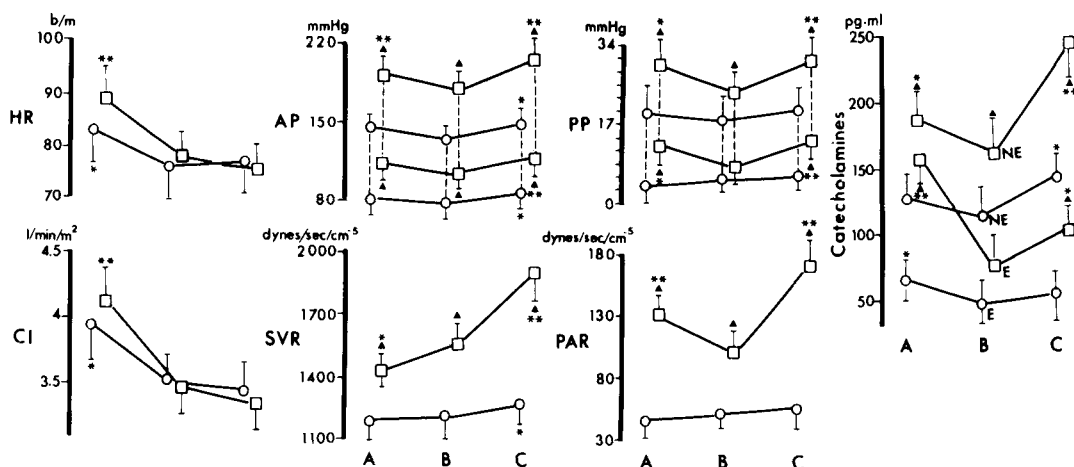 b/m
100
90
80
70
HR
mmHg
220
150
80
AP
mmHg
34
17
0
PP
pg·ml
250
200
150
100
50
Catecholamines
NE
NE
E
E
A B C
l/min/m²
4.5
4
3.5
CI
dynes/sec/cm⁻⁵
2000
1700
1400
1100
SVR
A B C
dynes/sec/cm⁻⁵
180
130
80
30
PAR
A B C